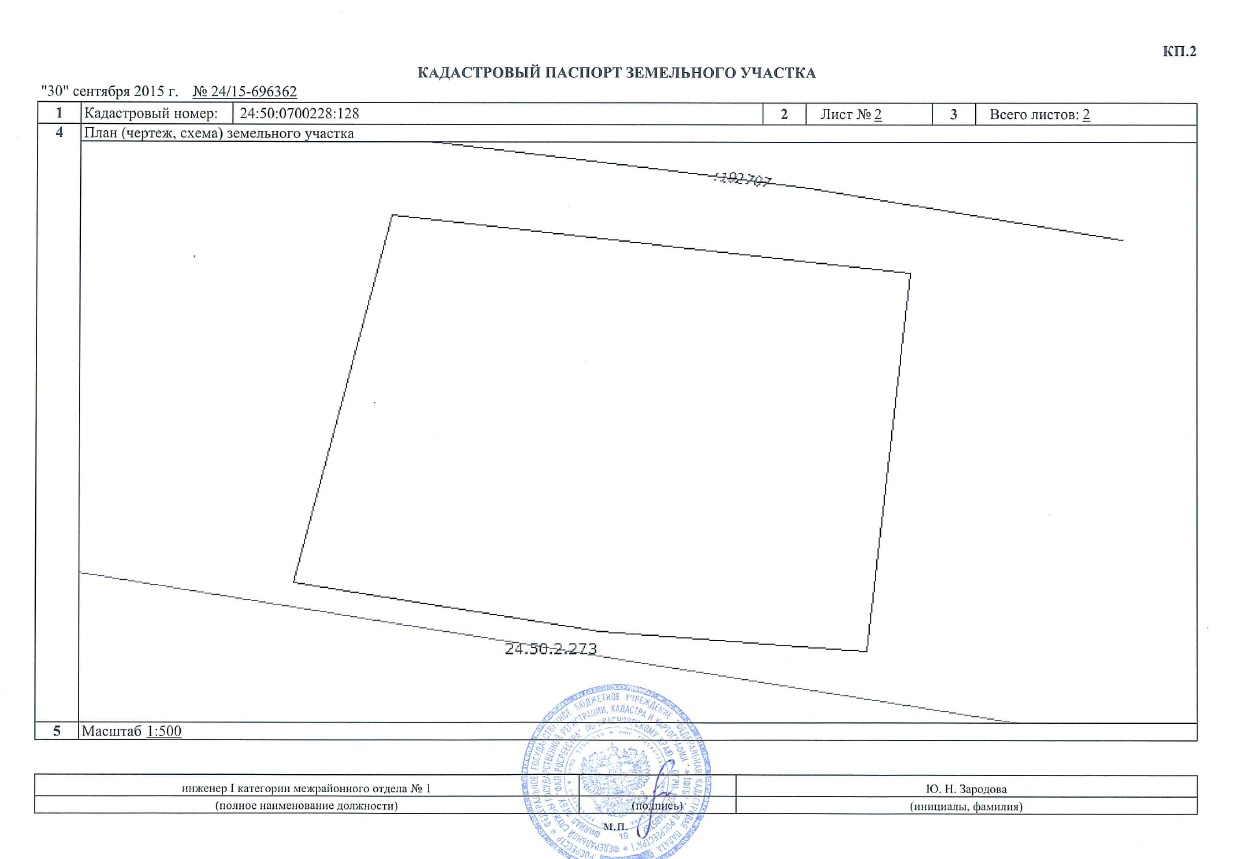 КП.2
КАДАСТРОВЫЙ ПАСПОРТ ЗЕМЕЛЬНОГО УЧАСТКА
"30" сентября 2015 г. № 24/15-696362
1 Кадастровый номер: 24:50:0700228:128 2 Лист № 2 3 Всего листов: 2
4 План (чертеж, схема) земельного участка
:192707
24.50.2.273
5 Масштаб 1:500
инженер I категории межрайонного отдела № 1 Ю. Н. Зародова
(полное наименование должности) (подпись) (инициалы, фамилия)
М.П.